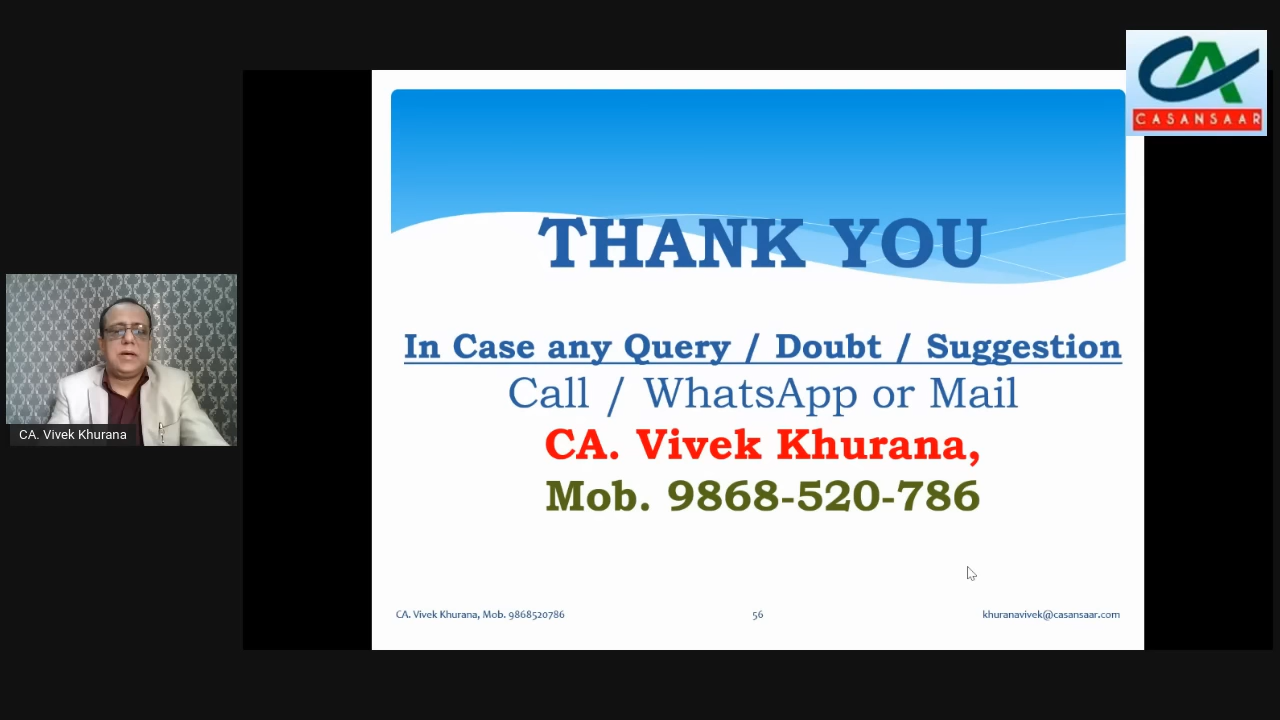 CASANSAAR
THANK YOU
In Case any Query / Doubt / Suggestion
Call / WhatsApp or Mail
CA. Vivek Khurana,
Mob. 9868-520-786
CA. Vivek Khurana
CA. Vivek Khurana, Mob. 9868520786
56
khuranavivek@casansaar.com